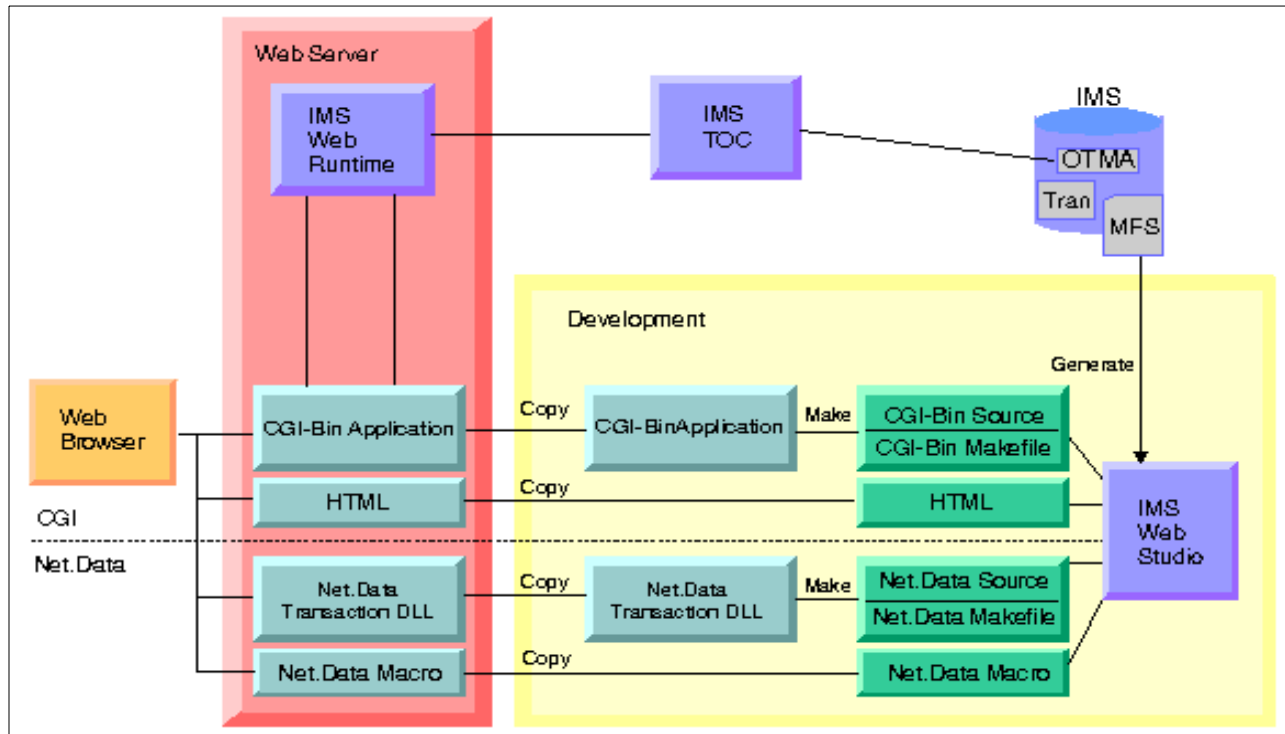 Web Server
IMS
Web
Runtime
IMS
TOC
IMS
OTMA
Tran
MFS
Development
Generate
Web
Browser
CGI-Bin Application
Copy
CGI-BinApplication
Make
CGI-Bin Source
CGI-Bin Makefile
HTML
Copy
HTML
IMS
Web
Studio
CGI
Net.Data
Net.Data
Transaction DLL
Copy
Net.Data
Transaction DLL
Make
Net.Data Source
Net.Data Makefile
Net.Data Macro
Copy
Net.Data Macro